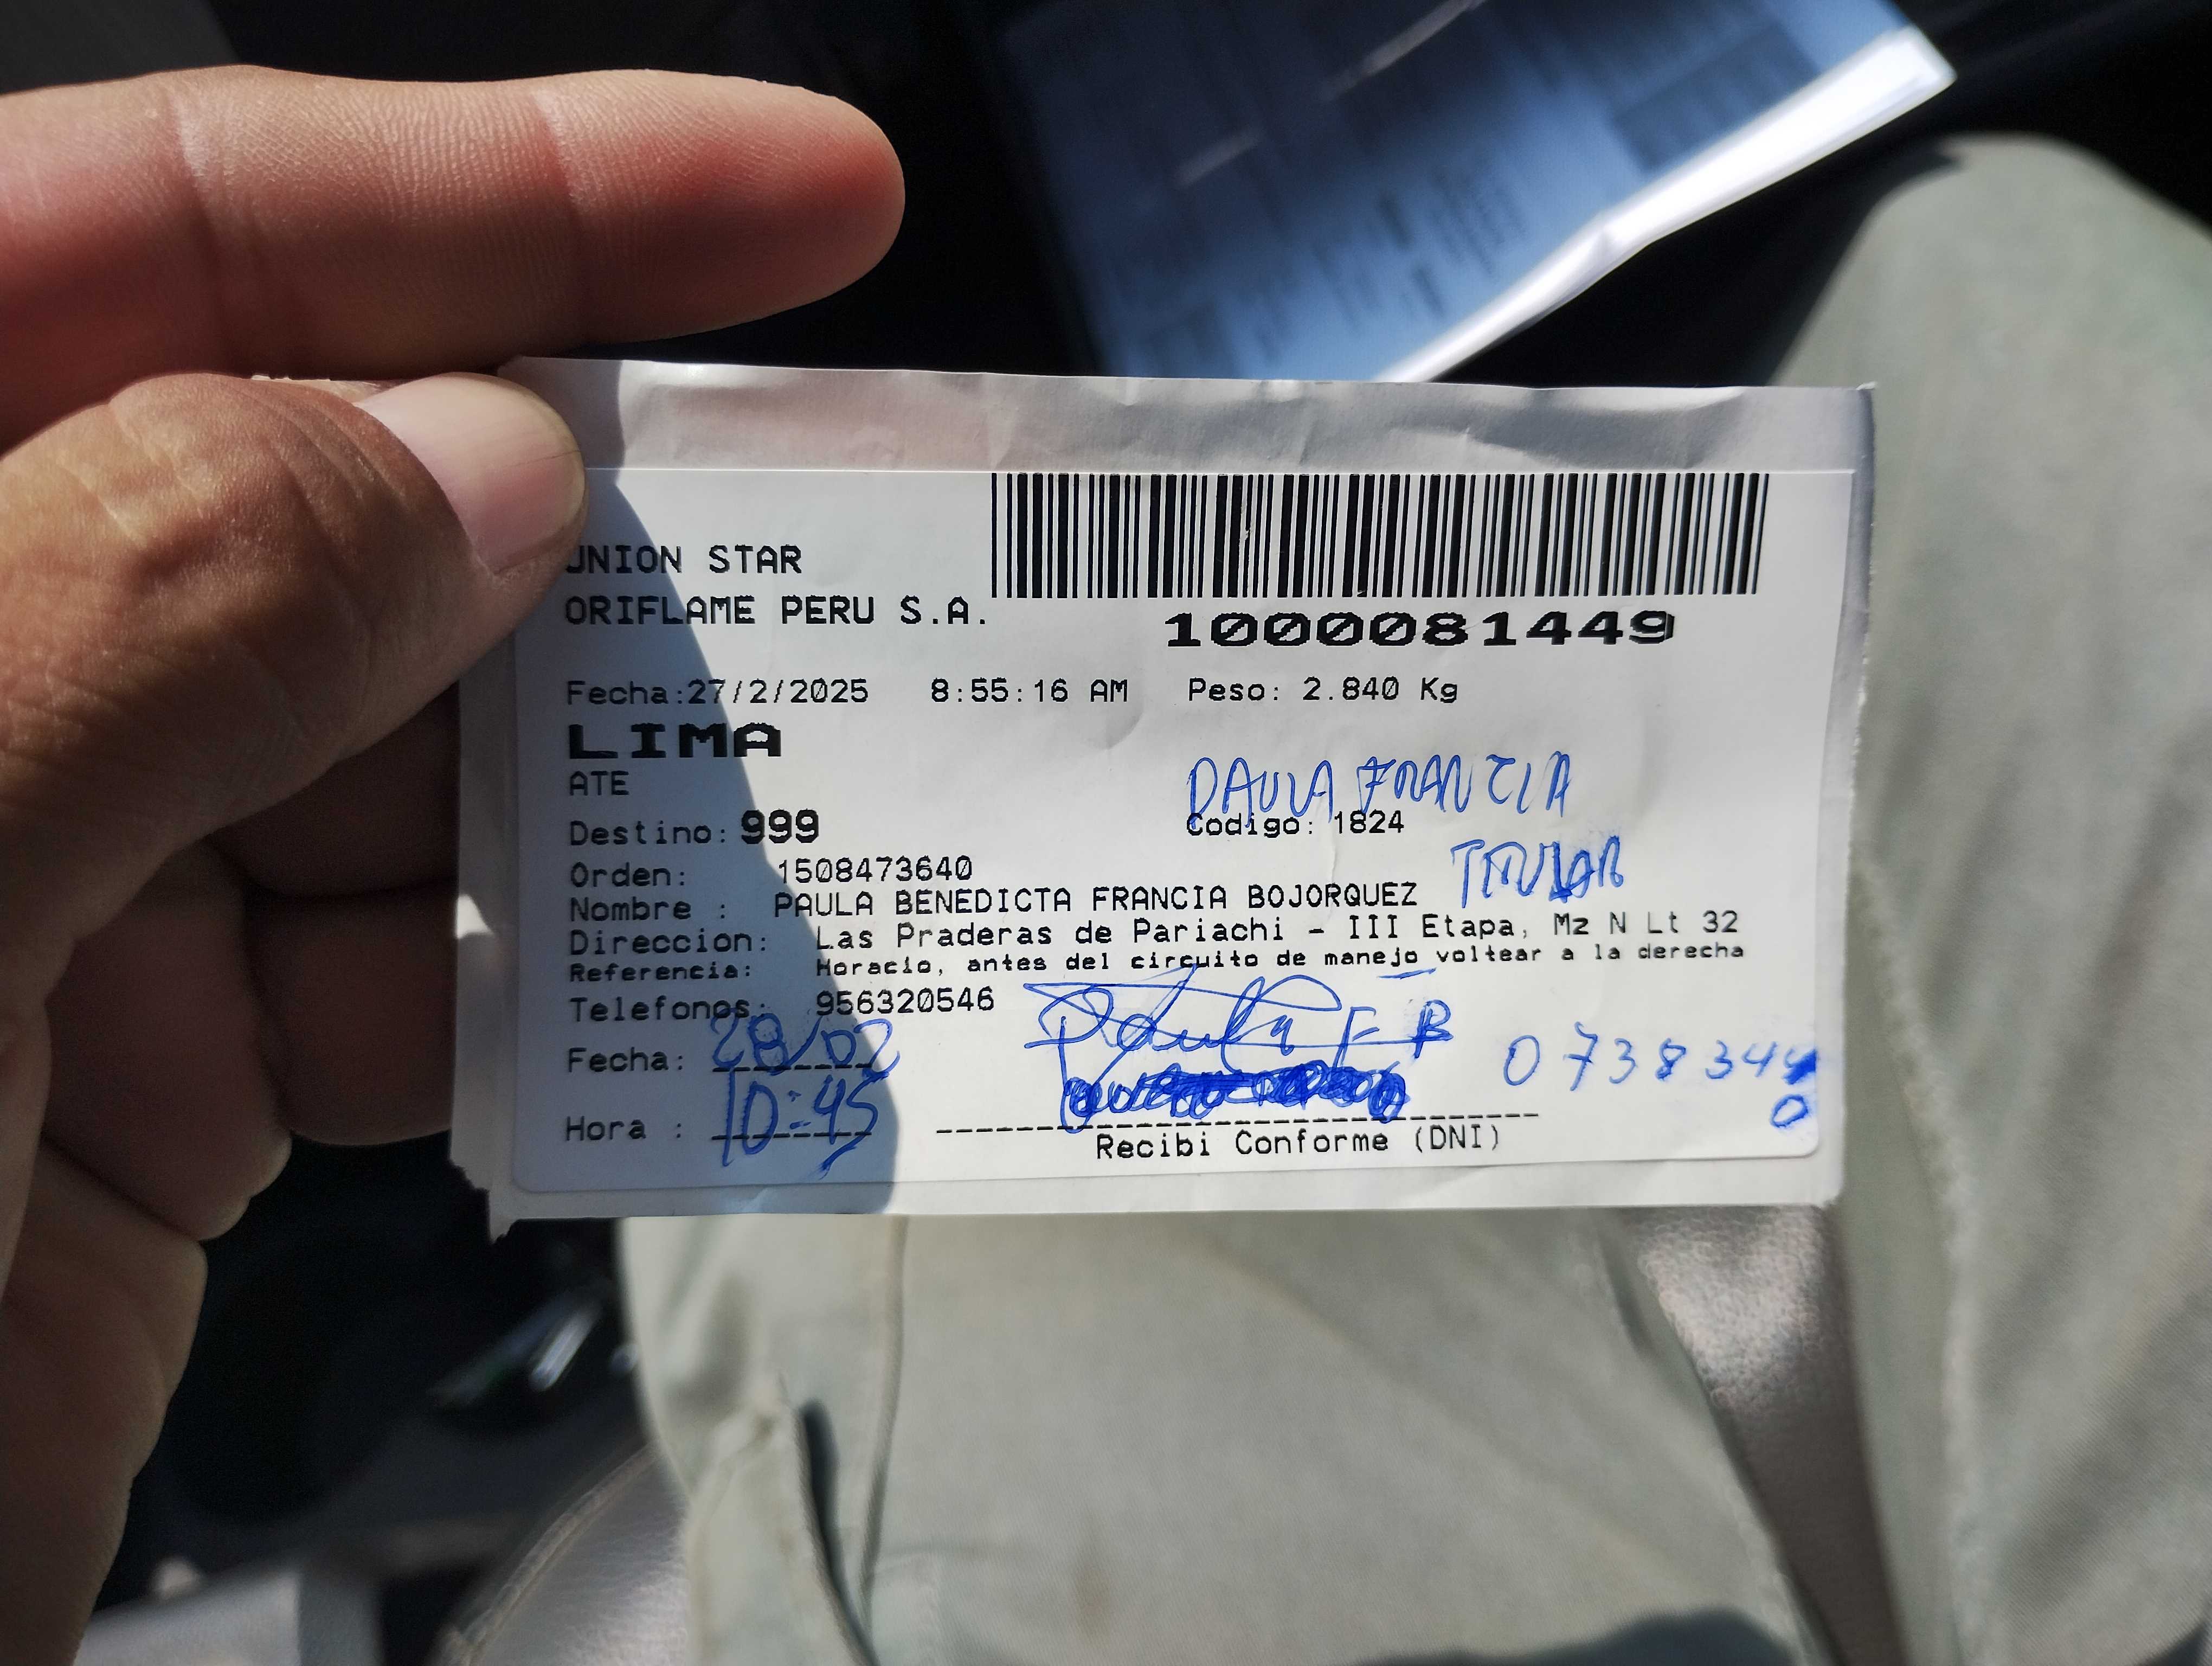 UNION STAR
ORIFLAME PERU S.A.
1000081449
Fecha:27/2/2025 8:55:16 AM Peso: 2.840 Kg
LIMA
ATE
PAULA FRANCIA
Destino: 999 Codigo: 1824
TITULAR
Orden: 1508473640
Nombre : PAULA BENEDICTA FRANCIA BOJORQUEZ
Direccion: Las Praderas de Pariachi - III Etapa, Mz N Lt 32
Referencia: Horacio, antes del circuito de manejo voltear a la derecha
Telefonos: 956320546
Paula F B
Fecha: 28/02
0738344
0
Hora : 10:45
Recibi Conforme (DNI)